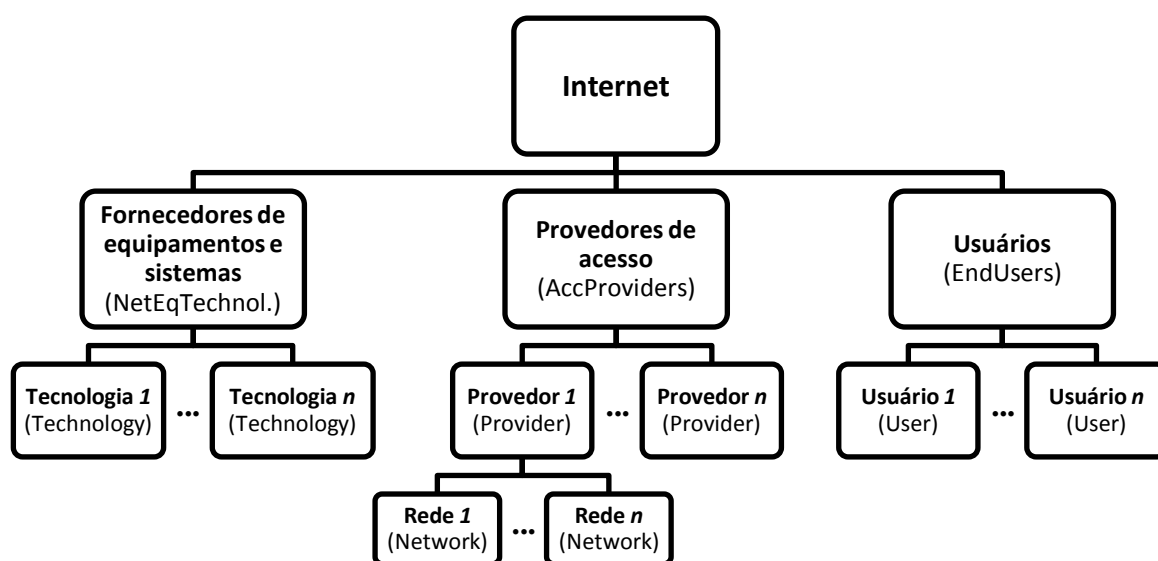 Internet
Fornecedores de
equipamentos e
sistemas
(NetEqTechnol.)
Provedores de
acesso
(AccProviders)
Usuários
(EndUsers)
Tecnologia 1
(Technology)
...
Tecnologia n
(Technology)
Provedor 1
(Provider)
...
Provedor n
(Provider)
Usuário 1
(User)
...
Usuário n
(User)
Rede 1
(Network)
...
Rede n
(Network)